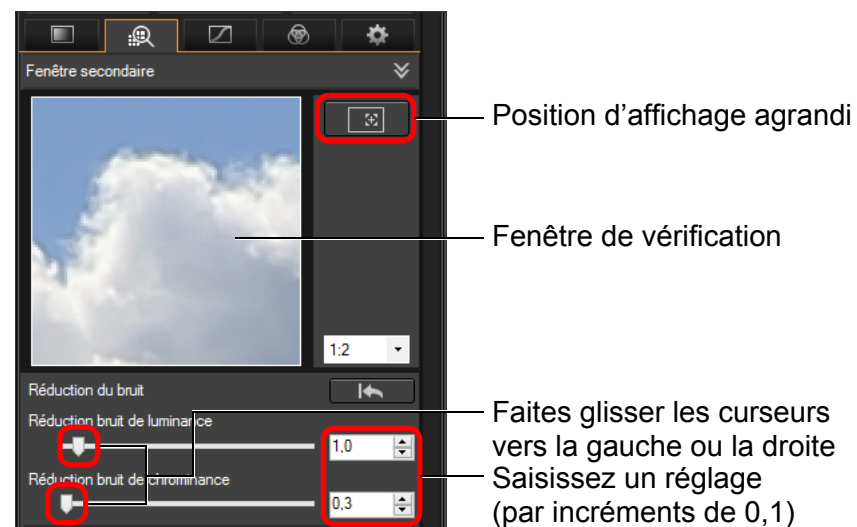 Fenêtre secondaire
Position d’affichage agrandi
Fenêtre de vérification
1:2
Réduction du bruit
Réduction bruit de luminance
1,0
Faites glisser les curseurs
vers la gauche ou la droite
Réduction bruit de chrominance
0,3
Saisissez un réglage
(par incréments de 0,1)